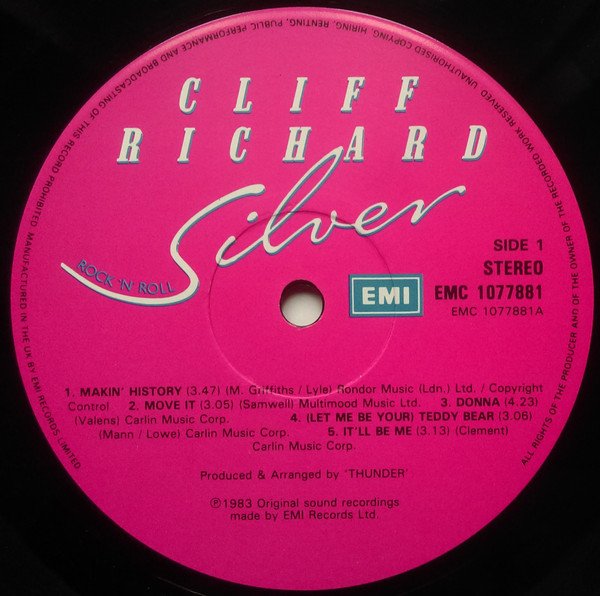 CLIFF
RICHARD
Silver
ROCK 'N' ROLL
SIDE 1
STEREO
EMI
EMC 1077881
EMC 1077881A
1. MAKIN' HISTORY (3.47) (M. Griffiths / Lyle) Rondor Music (Ldn.) Ltd. / Copyright
Control 2. MOVE IT (3.05) (Samwell) Multimood Music Ltd. 3. DONNA (4.23)
(Valens) Carlin Music Corp. 4. (LET ME BE YOUR) TEDDY BEAR (3.06)
(Mann / Lowe) Carlin Music Corp. 5. IT'LL BE ME (3.13) (Clement)
Carlin Music Corp.
Produced & Arranged by 'THUNDER'
Ⓟ1983 Original sound recordings
made by EMI Records Ltd.
ALL RIGHTS OF THE PRODUCER AND OF THE OWNER OF THE RECORDED WORK RESERVED. UNAUTHORISED COPYING, HIRING, RENTING, PUBLIC PERFORMANCE AND BROADCASTING OF THIS RECORD PROHIBITED. MANUFACTURED IN THE UK BY EMI RECORDS LIMITED